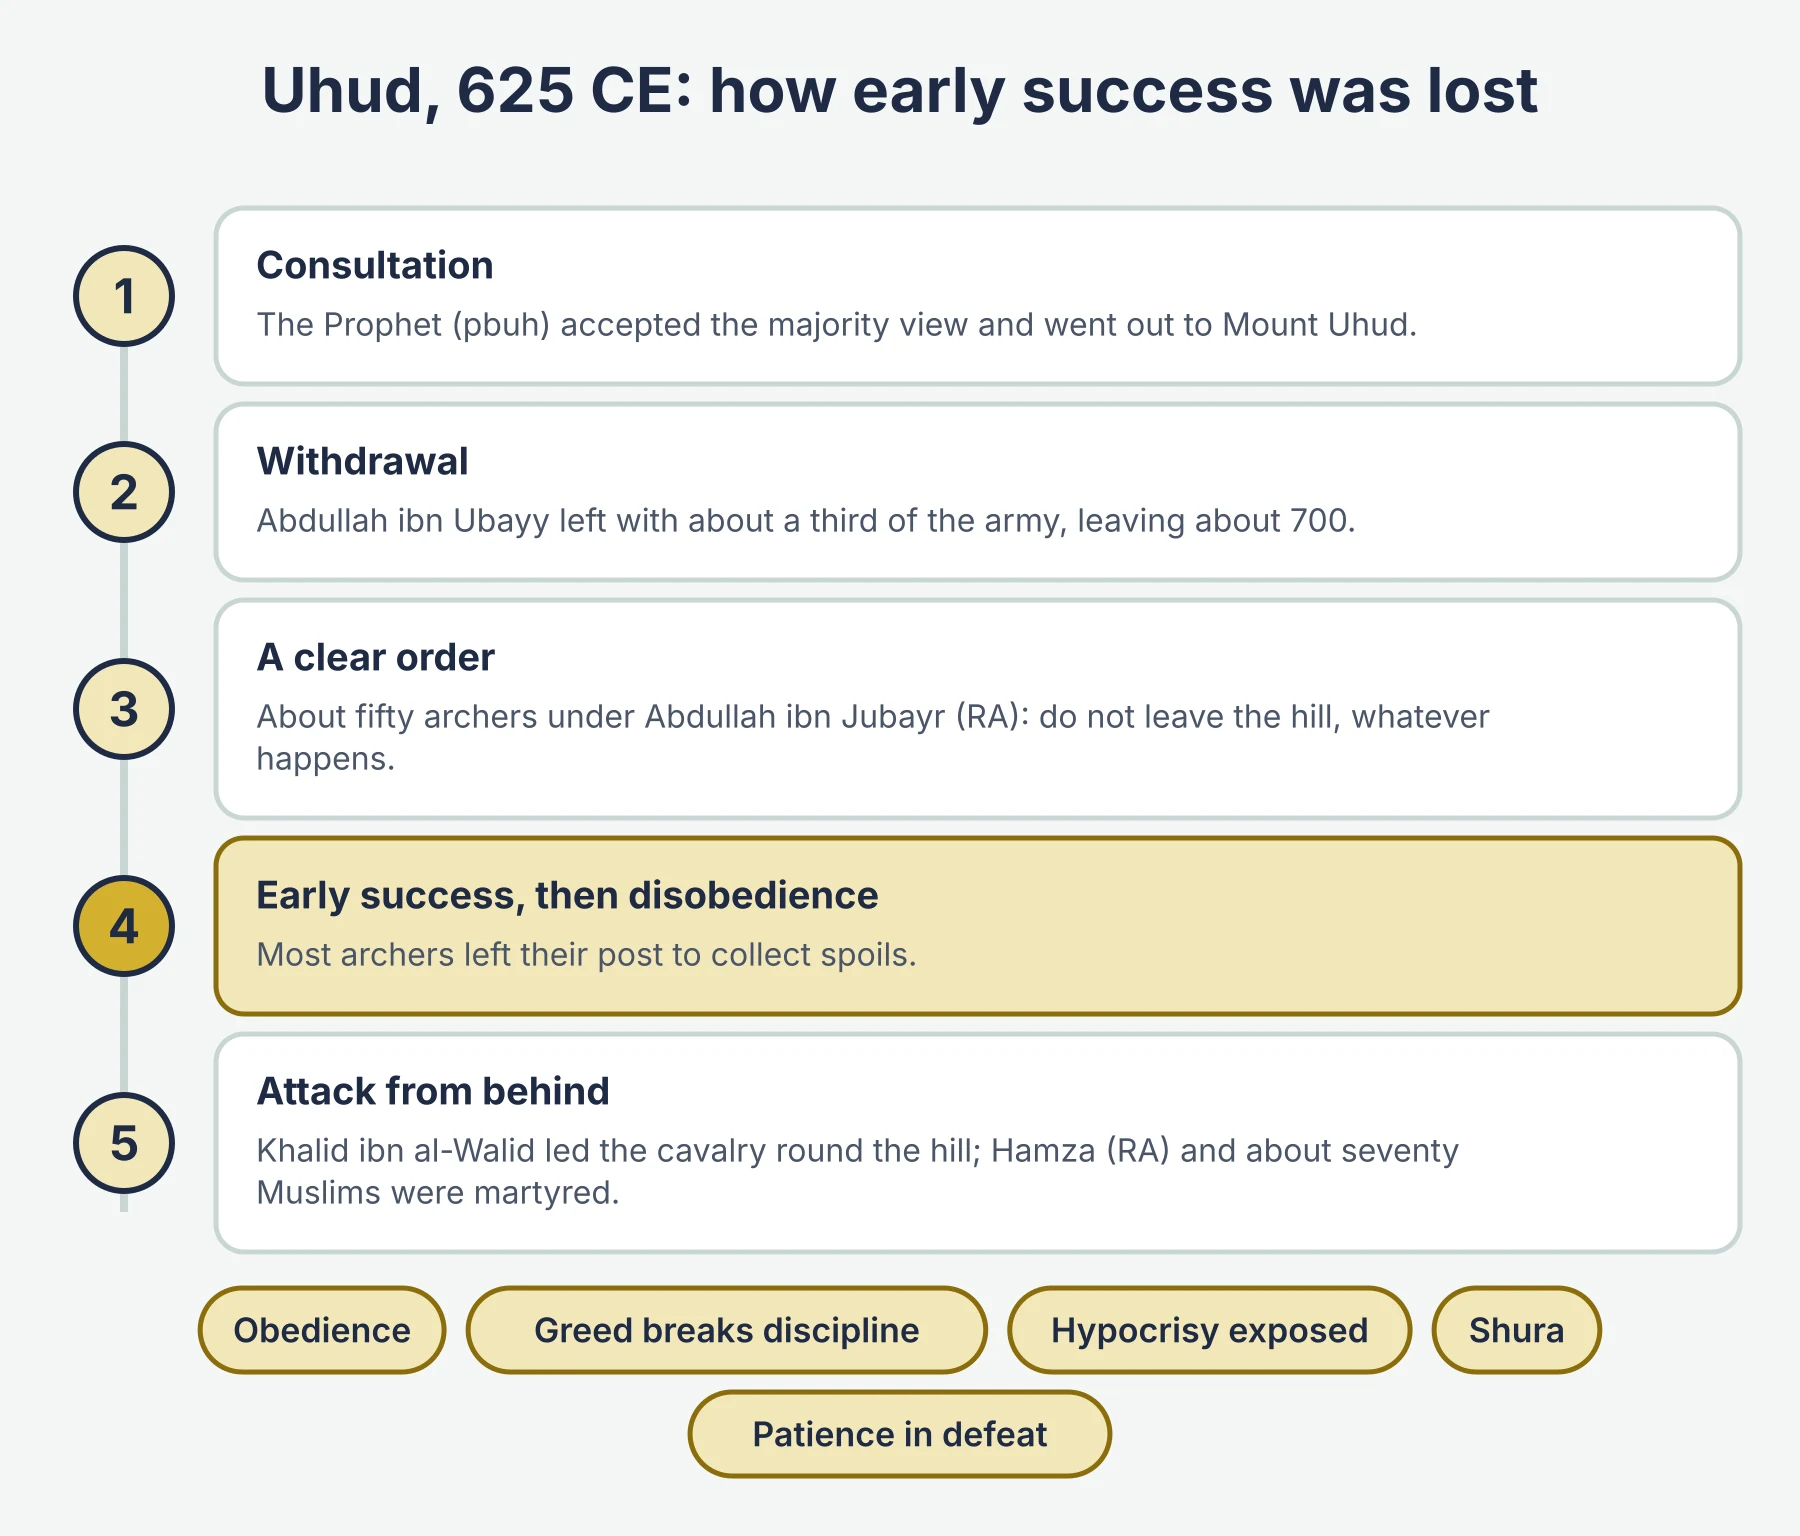 Uhud, 625 CE: how early success was lost
1
Consultation
The Prophet (pbuh) accepted the majority view and went out to Mount Uhud.
2
Withdrawal
Abdullah ibn Ubayy left with about a third of the army, leaving about 700.
3
A clear order
About fifty archers under Abdullah ibn Jubayr (RA): do not leave the hill, whatever
happens.
4
Early success, then disobedience
Most archers left their post to collect spoils.
5
Attack from behind
Khalid ibn al-Walid led the cavalry round the hill; Hamza (RA) and about seventy
Muslims were martyred.
Obedience
Greed breaks discipline
Hypocrisy exposed
Shura
Patience in defeat